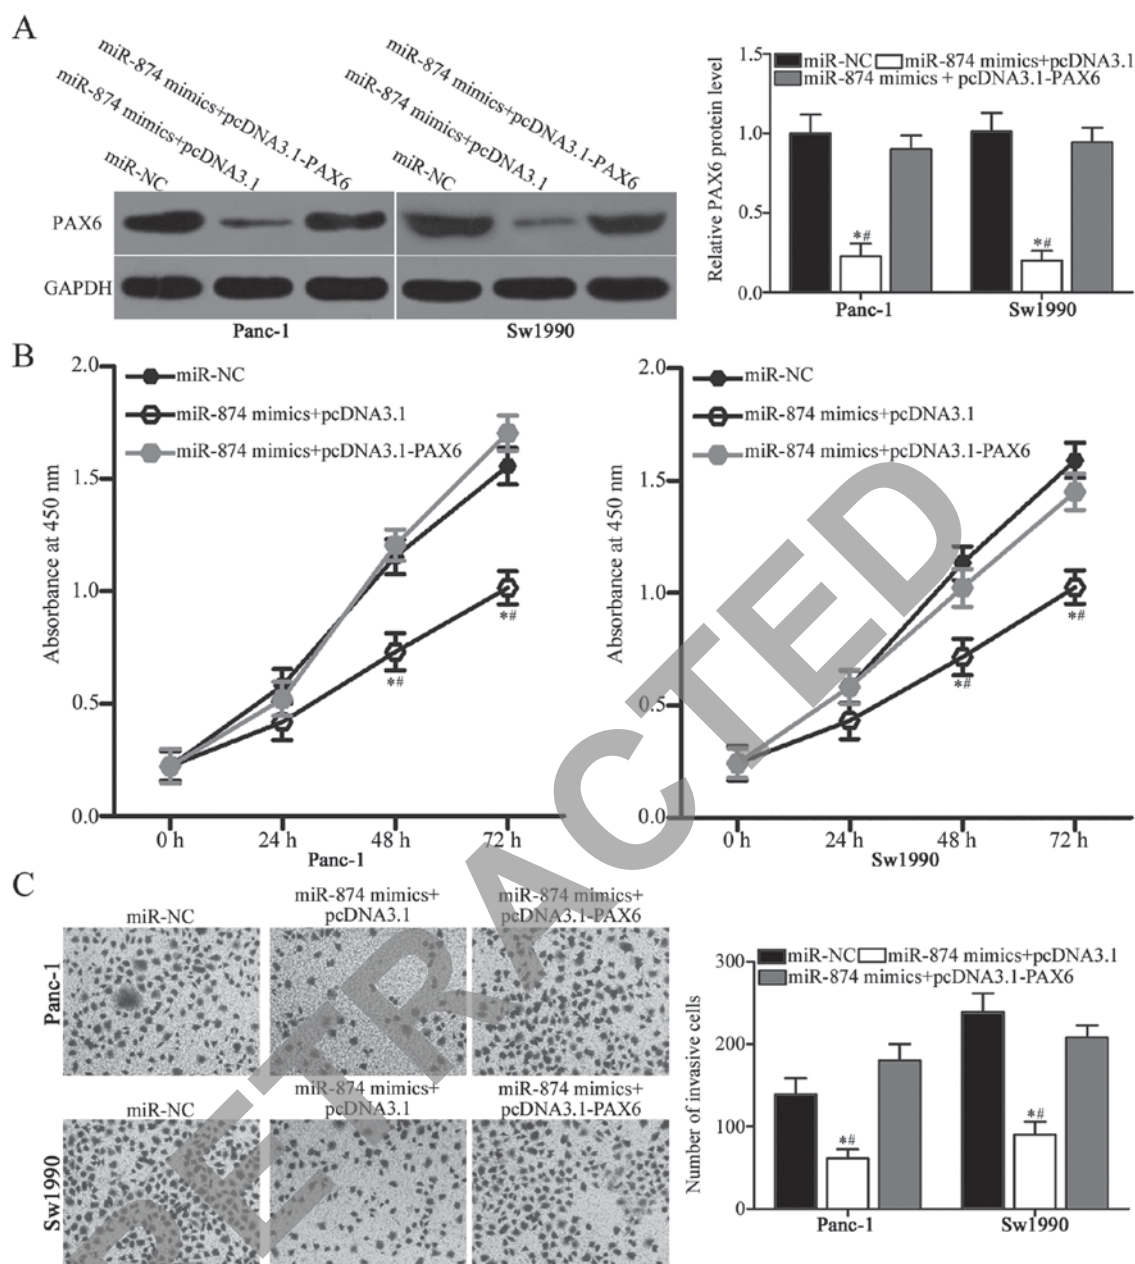 A
miR-874 mimics+pcDNA3.1-PAX6
miR-874 mimics+pcDNA3.1
miR-NC
miR-874 mimics+pcDNA3.1-PAX6
miR-874 mimics+pcDNA3.1
miR-NC
PAX6
GAPDH
Panc-1
Sw1990
Relative PAX6 protein level
1.5
1.0
0.5
0.0
miR-NC
miR-874 mimics+pcDNA3.1
miR-874 mimics + pcDNA3.1-PAX6
*#
*#
Panc-1
Sw1990
B
Absorbance at 450 nm
2.0
1.5
1.0
0.5
0.0
miR-NC
miR-874 mimics+pcDNA3.1
miR-874 mimics+pcDNA3.1-PAX6
*#
*#
0 h
24 h
48 h
72 h
Panc-1
Absorbance at 450 nm
2.0
1.5
1.0
0.5
0.0
miR-NC
miR-874 mimics+pcDNA3.1
miR-874 mimics+pcDNA3.1-PAX6
*#
*#
0 h
24 h
48 h
72 h
Sw1990
C
miR-NC
miR-874 mimics+
pcDNA3.1
miR-874 mimics+
pcDNA3.1-PAX6
Panc-1
miR-NC
miR-874 mimics+
pcDNA3.1
miR-874 mimics+
pcDNA3.1-PAX6
Sw1990
Number of invasive cells
300
200
100
0
miR-NC
miR-874 mimics+pcDNA3.1
miR-874 mimics+pcDNA3.1-PAX6
*#
*#
Panc-1
Sw1990
RETRACTED